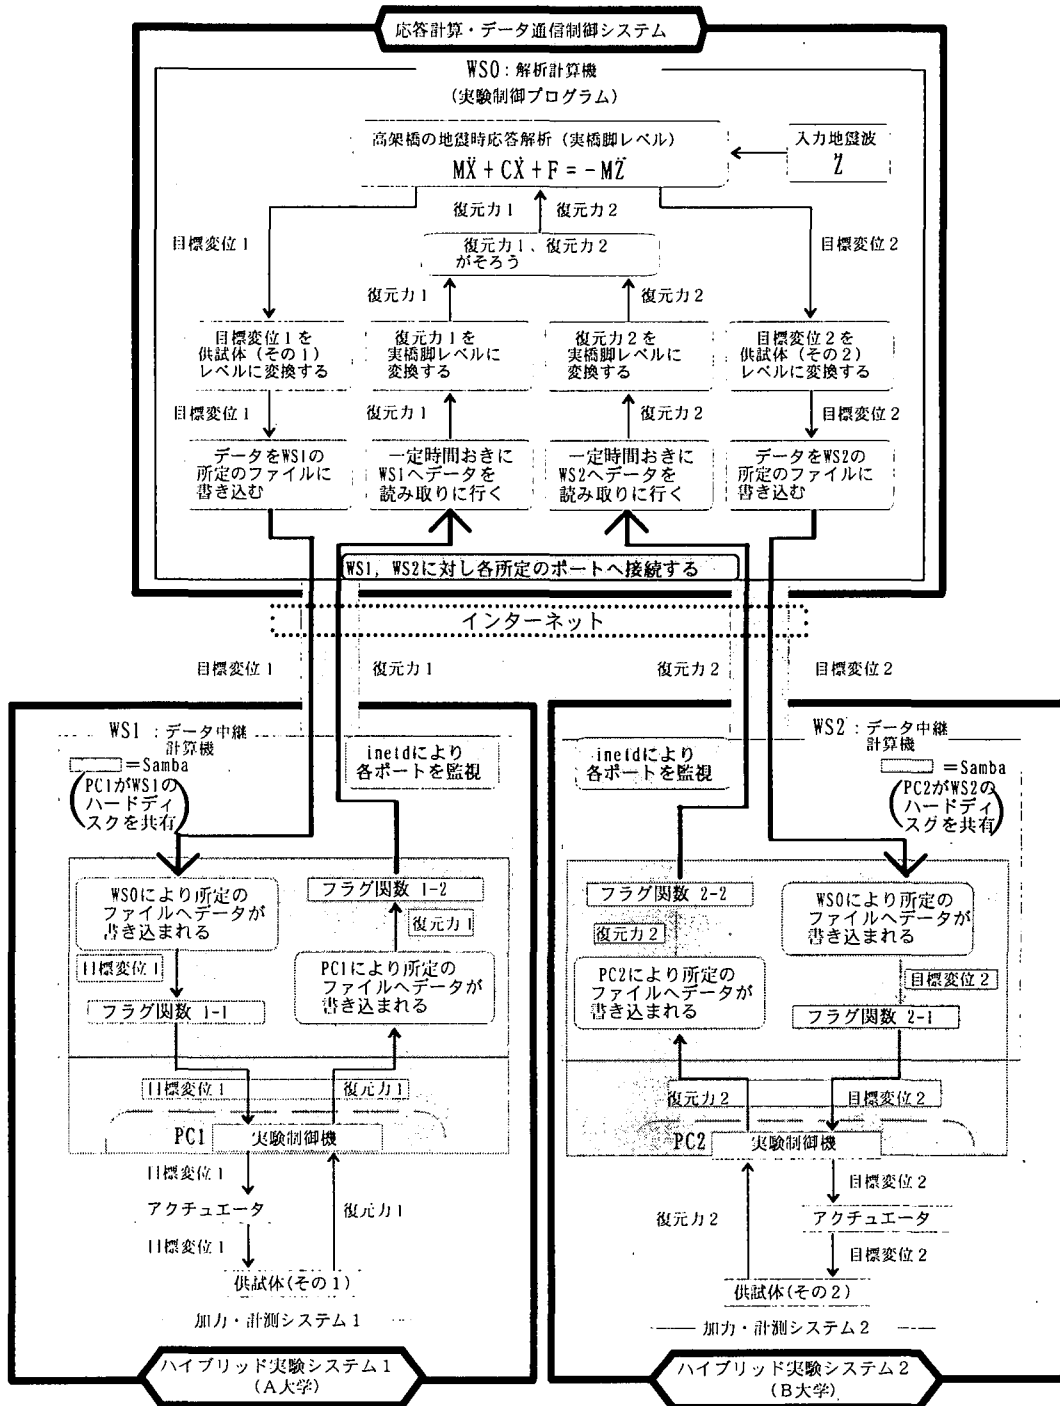 応答計算・データ通信制御システム
WS0：解析計算機
(実験制御プログラム)
高架橋の地震時応答解析（実橋脚レベル）
MẌ + CẊ + F = -MZ̈
入力地震波
Z̈
復元力1
復元力2
目標変位1
目標変位2
復元力1、復元力2
がそろう
復元力1
復元力2
目標変位1を
供試体（その1）
レベルに変換する
復元力1を
実橋脚レベルに
変換する
復元力2を
実橋脚レベルに
変換する
目標変位2を
供試体（その2）
レベルに変換する
目標変位1
復元力1
復元力2
目標変位2
データをWS1の
所定のファイルに
書き込む
一定時間おきに
WS1へデータを
読み取りに行く
一定時間おきに
WS2へデータを
読み取りに行く
データをWS2の
所定のファイルに
書き込む
WS1, WS2に対し各所定のポートへ接続する
インターネット
目標変位1
復元力1
復元力2
目標変位2
WS1：データ中継
計算機
=Samba
(PC1がWS1の
ハードディ
スクを共有)
inetdにより
各ポートを監視
WS0により所定の
ファイルへデータが
書き込まれる
目標変位1
フラグ関数 1-1
フラグ関数 1-2
復元力1
PC1により所定の
ファイルへデータが
書き込まれる
目標変位1
復元力1
PC1
実験制御機
目標変位1
アクチュエータ
復元力1
目標変位1
供試体(その1)
加力・計測システム1
ハイブリッド実験システム1
(A大学)
WS2：データ中継
計算機
inetdにより
各ポートを監視
=Samba
(PC2がWS2の
ハードディ
スクを共有)
フラグ関数 2-2
復元力2
PC2により所定の
ファイルへデータが
書き込まれる
WS0により所定の
ファイルへデータが
書き込まれる
目標変位2
フラグ関数 2-1
復元力2
目標変位2
PC2
実験制御機
目標変位2
復元力2
アクチュエータ
目標変位2
供試体(その2)
加力・計測システム2
ハイブリッド実験システム2
(B大学)